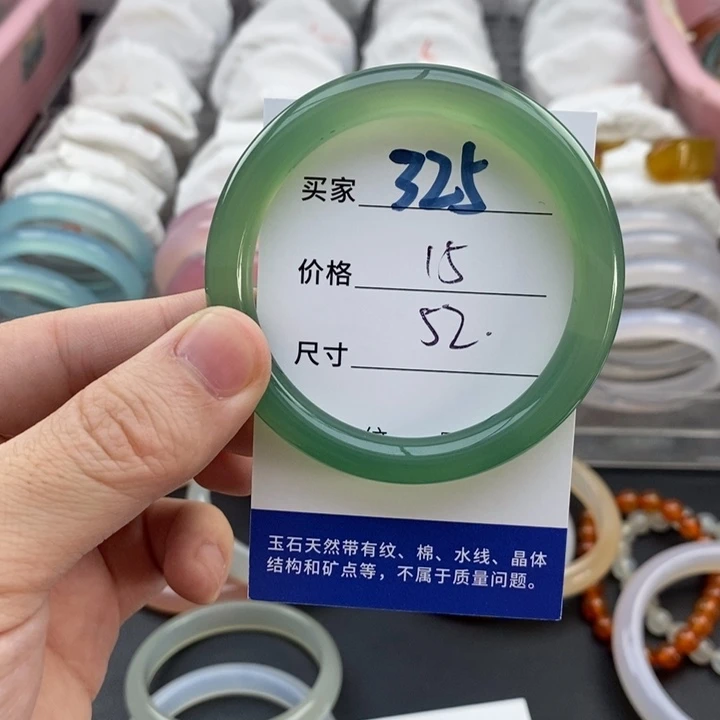 买家 325
价格 15
尺寸 52.
玉石天然带有纹、棉、水线、晶体
结构和矿点等，不属于质量问题。